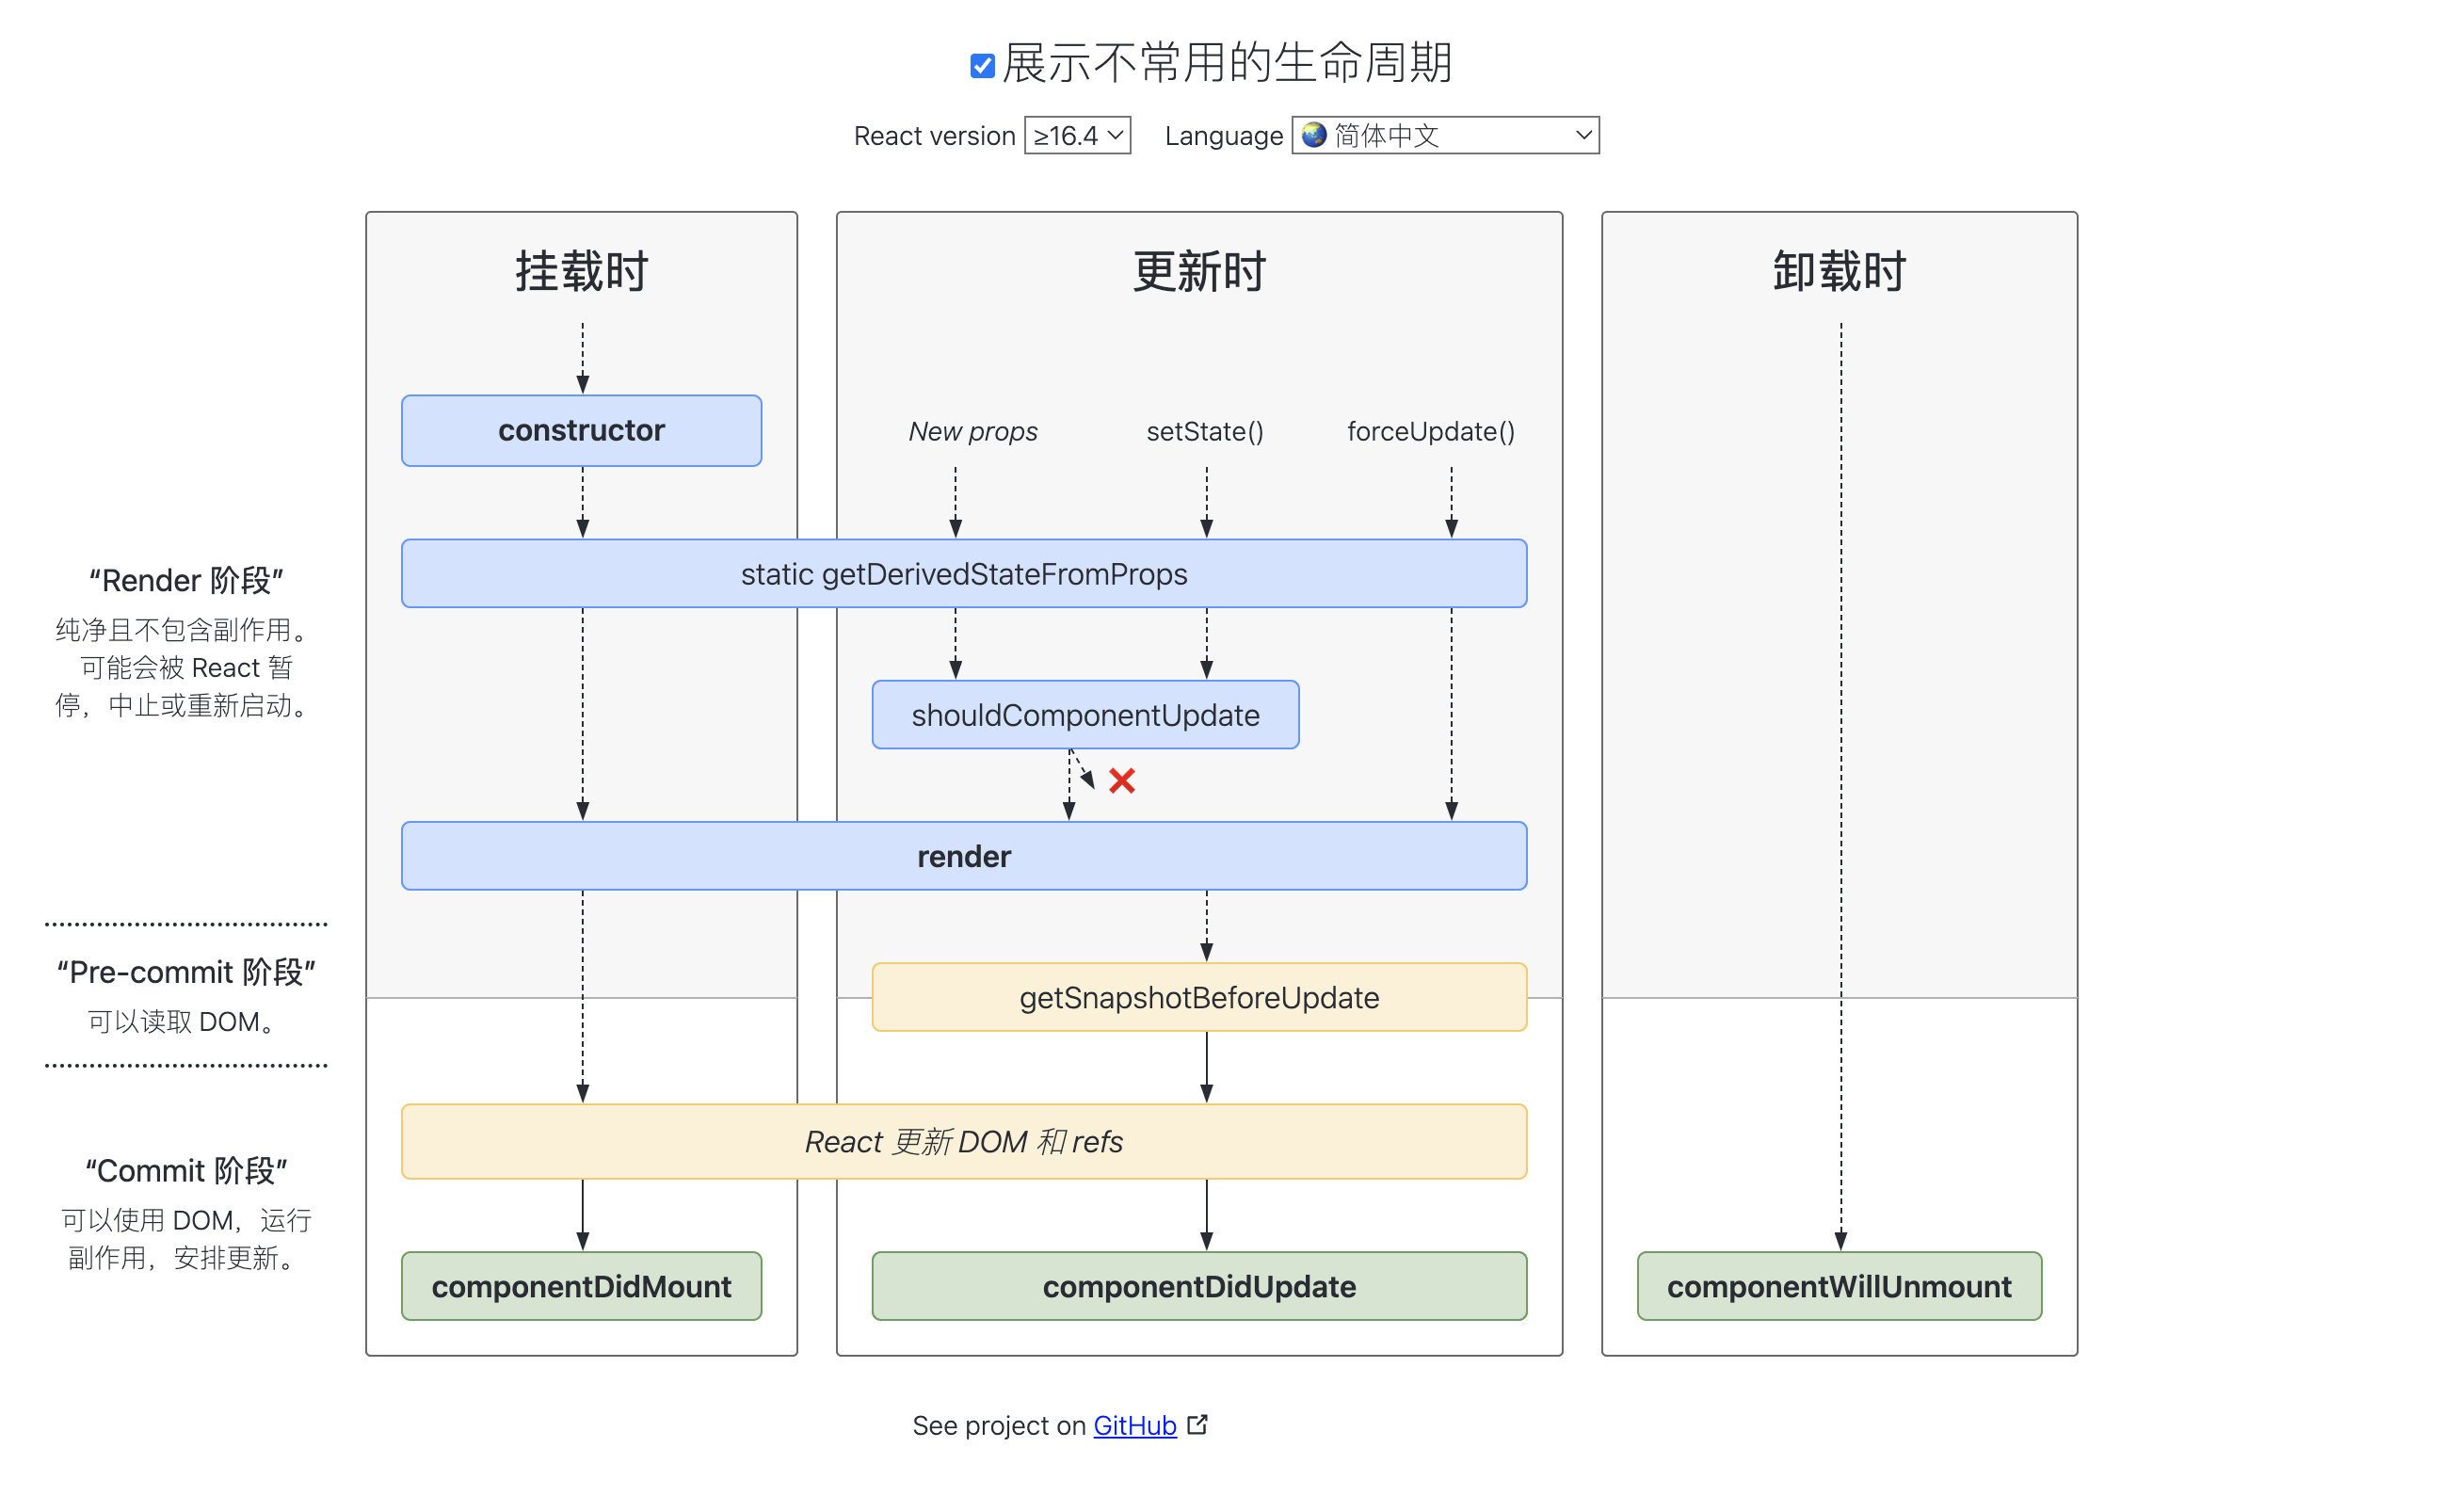 展示不常用的生命周期
React version ≥16.4 Language 简体中文
挂载时
更新时
卸载时
constructor
New props
setState()
forceUpdate()
static getDerivedStateFromProps
“Render 阶段”
纯净且不包含副作用。
可能会被 React 暂
停，中止或重新启动。
shouldComponentUpdate
render
“Pre-commit 阶段”
可以读取 DOM。
getSnapshotBeforeUpdate
React 更新 DOM 和 refs
“Commit 阶段”
可以使用 DOM，运行
副作用，安排更新。
componentDidMount
componentDidUpdate
componentWillUnmount
See project on GitHub